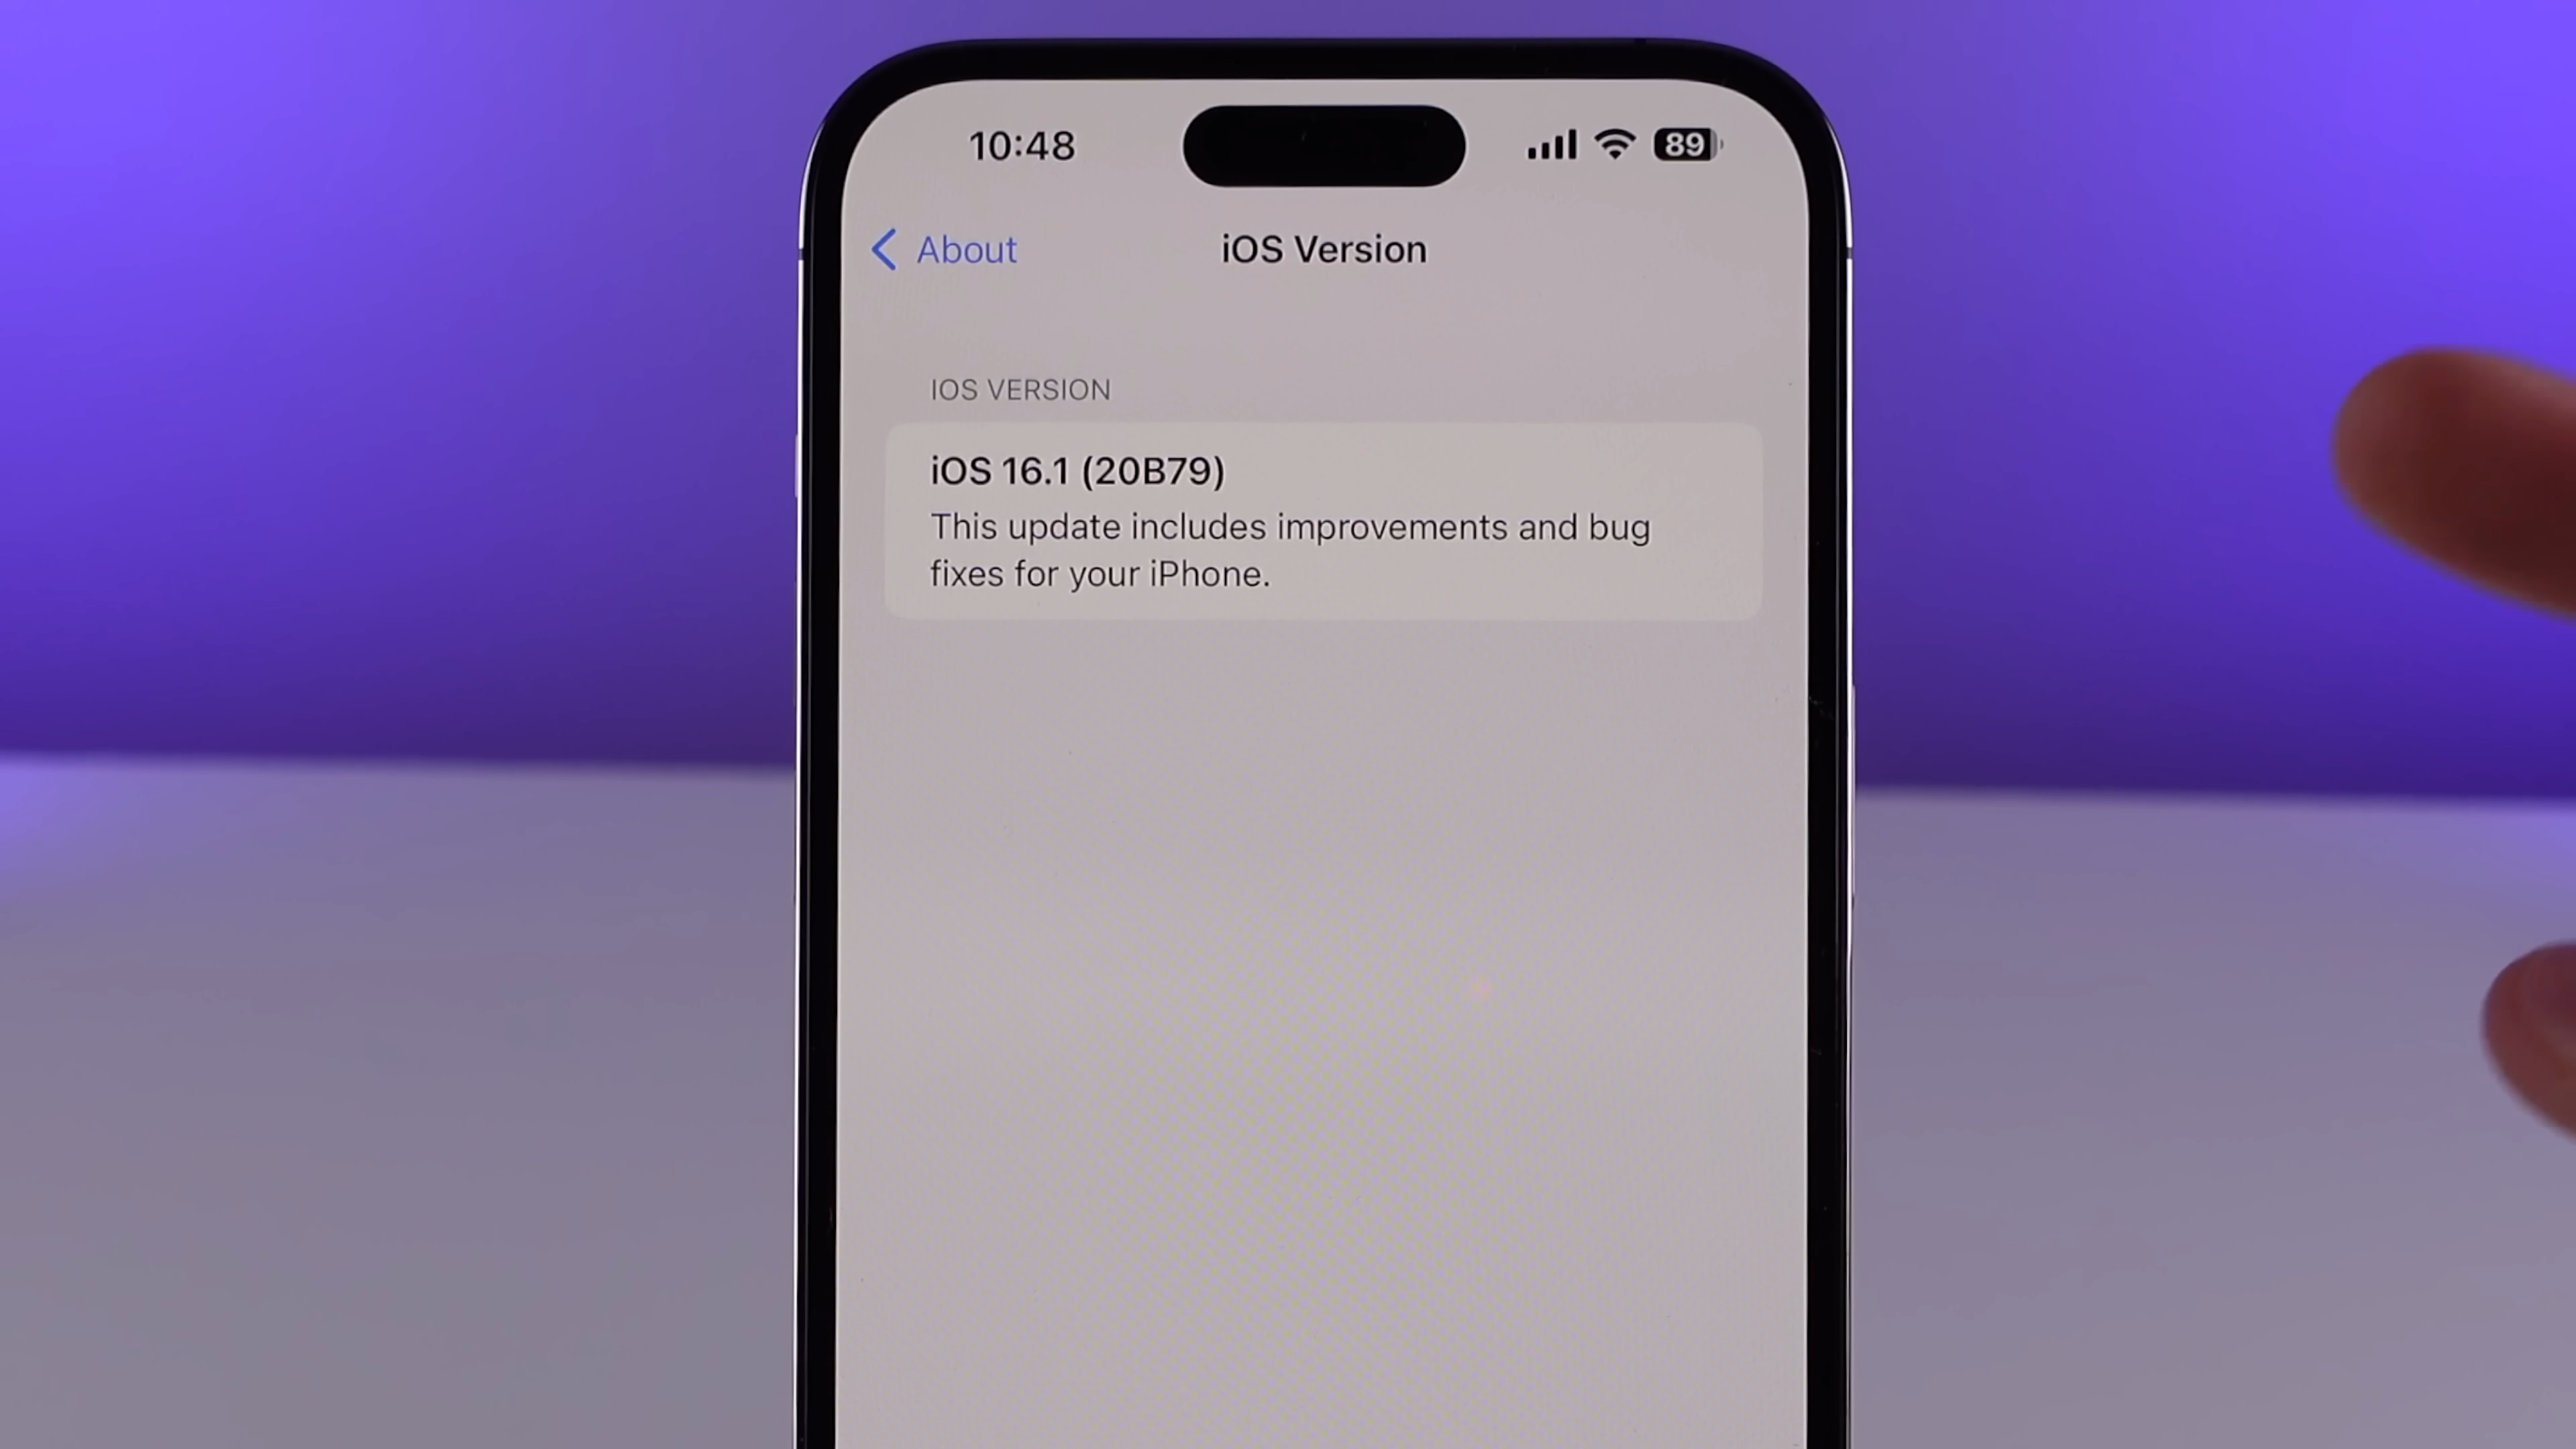 10:48
89
About
iOS Version
IOS VERSION
iOS 16.1 (20B79)
This update includes improvements and bug
fixes for your iPhone.